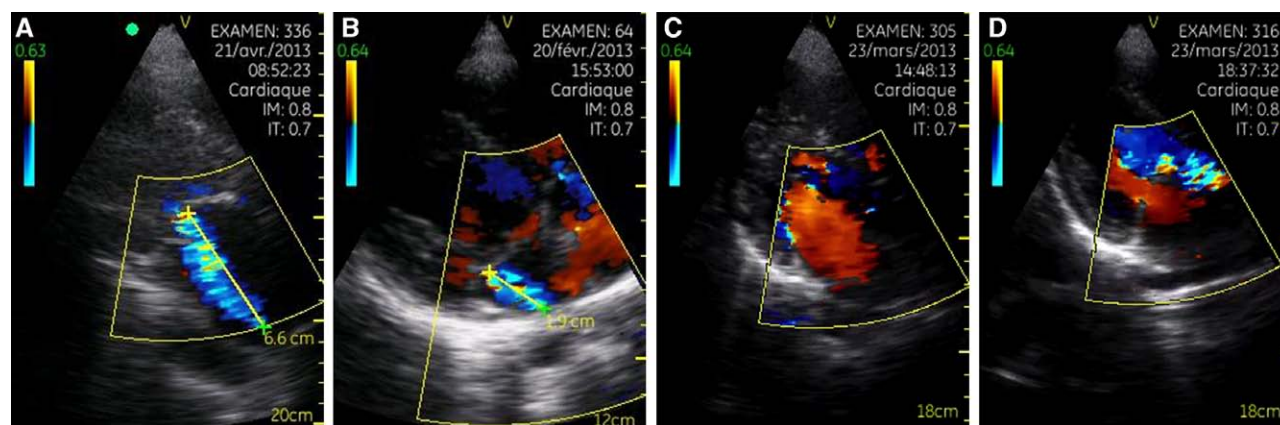 A
V
EXAMEN: 336
21/avr./2013
08:52:23
Cardiaque
IM: 0.8
IT: 0.7
0.63
6.6 cm
20cm
B
V
EXAMEN: 64
20/févr./2013
15:53:00
Cardiaque
IM: 0.8
IT: 0.7
0.64
1.9 cm
12cm
C
V
EXAMEN: 305
23/mars/2013
14:48:13
Cardiaque
IM: 0.8
IT: 0.7
0.64
18cm
D
V
EXAMEN: 316
23/mars/2013
18:37:32
Cardiaque
IM: 0.8
IT: 0.7
0.64
18cm